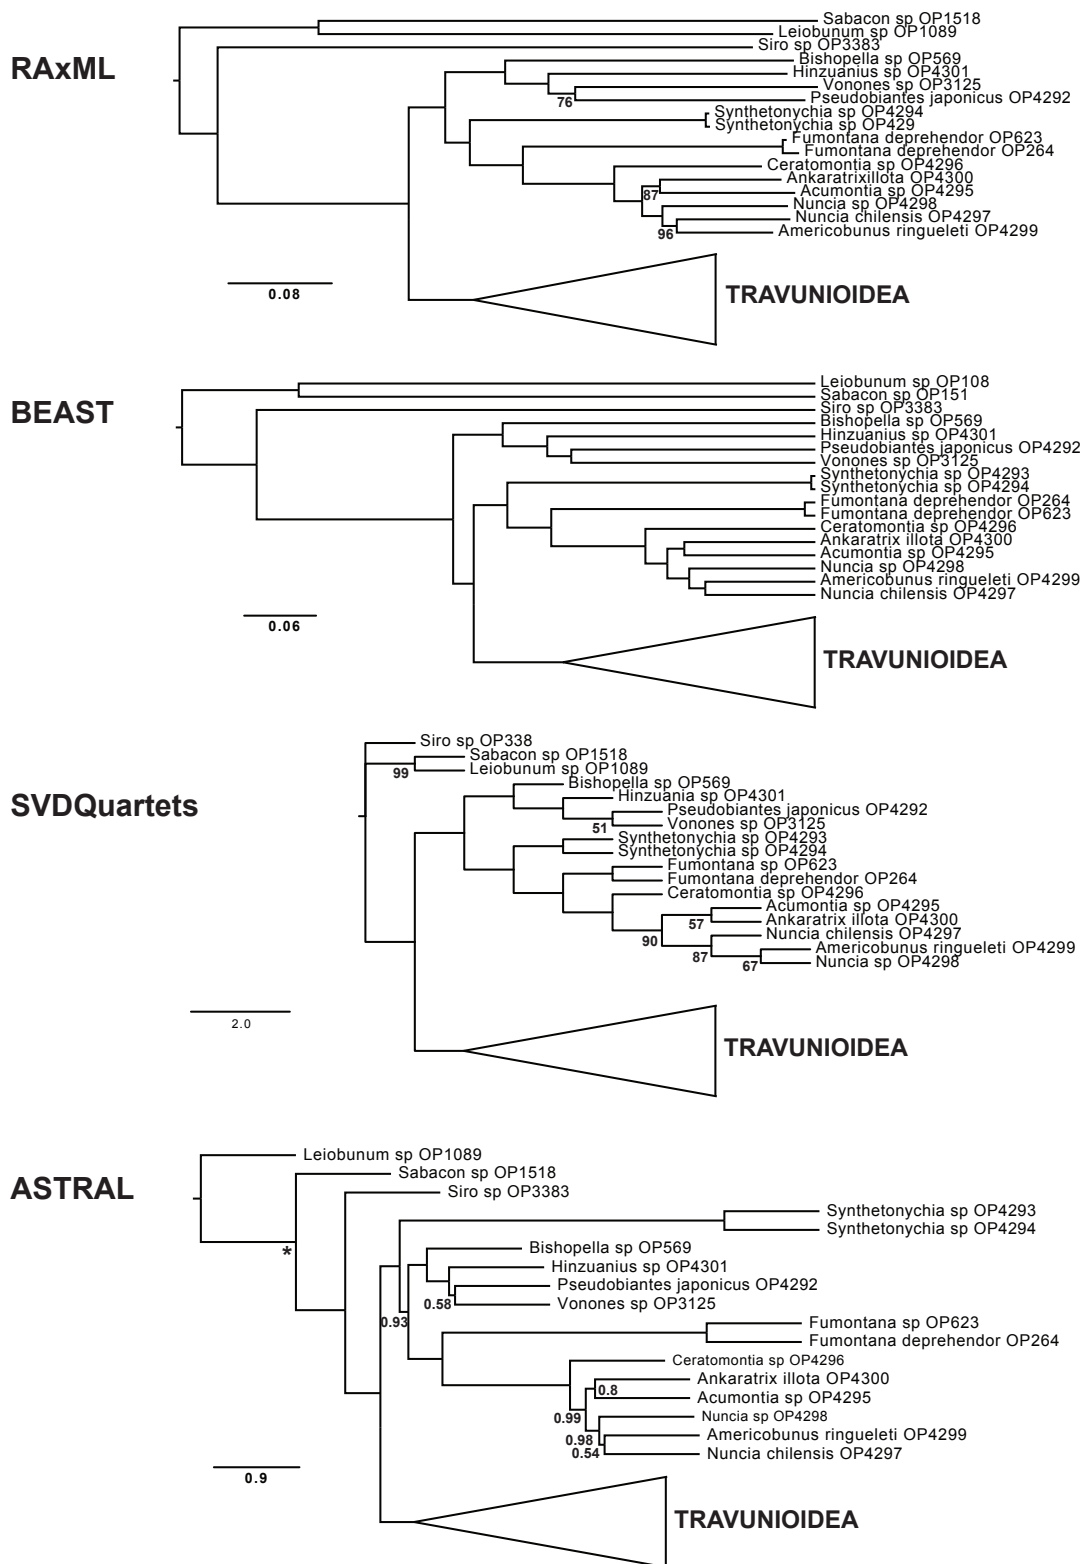 Sabacon sp OP1518
Leiobunum sp OP1089
Siro sp OP3383
RAxML
Bishopella sp OP569
Hinzuanius sp OP4301
Vonones sp OP3125
76
Pseudobiantes japonicus OP4292
Synthetonychia sp OP4294
Synthetonychia sp OP429
Fumontana deprehendor OP623
Fumontana deprehendor OP264
Ceratomontia sp OP4296
Ankaratrixillota OP4300
87
Acumontia sp OP4295
Nuncia sp OP4298
Nuncia chilensis OP4297
96
Americobunus ringueleti OP4299
0.08
TRAVUNIOIDEA
BEAST
Leiobunum sp OP108
Sabacon sp OP151
Siro sp OP3383
Bishopella sp OP569
Hinzuanius sp OP4301
Pseudobiantes japonicus OP4292
Vonones sp OP3125
Synthetonychia sp OP4293
Synthetonychia sp OP4294
Fumontana deprehendor OP264
Fumontana deprehendor OP623
Ceratomontia sp OP4296
Ankaratrix illota OP4300
Acumontia sp OP4295
Nuncia sp OP4298
Americobunus ringueleti OP4299
Nuncia chilensis OP4297
0.06
TRAVUNIOIDEA
Siro sp OP338
Sabacon sp OP1518
99
Leiobunum sp OP1089
SVDQuartets
Bishopella sp OP569
Hinzuania sp OP4301
Pseudobiantes japonicus OP4292
51
Vonones sp OP3125
Synthetonychia sp OP4293
Synthetonychia sp OP4294
Fumontana sp OP623
Fumontana deprehendor OP264
Ceratomontia sp OP4296
Acumontia sp OP4295
57
Ankaratrix illota OP4300
90
Nuncia chilensis OP4297
Americobunus ringueleti OP4299
87
67
Nuncia sp OP4298
2.0
TRAVUNIOIDEA
ASTRAL
Leiobunum sp OP1089
Sabacon sp OP1518
Siro sp OP3383
*
Synthetonychia sp OP4293
Synthetonychia sp OP4294
Bishopella sp OP569
Hinzuanius sp OP4301
Pseudobiantes japonicus OP4292
0.58
Vonones sp OP3125
0.93
Fumontana sp OP623
Fumontana deprehendor OP264
Ceratomontia sp OP4296
Ankaratrix illota OP4300
0.8
Acumontia sp OP4295
0.99
Nuncia sp OP4298
0.98
Americobunus ringueleti OP4299
0.54
Nuncia chilensis OP4297
0.9
TRAVUNIOIDEA